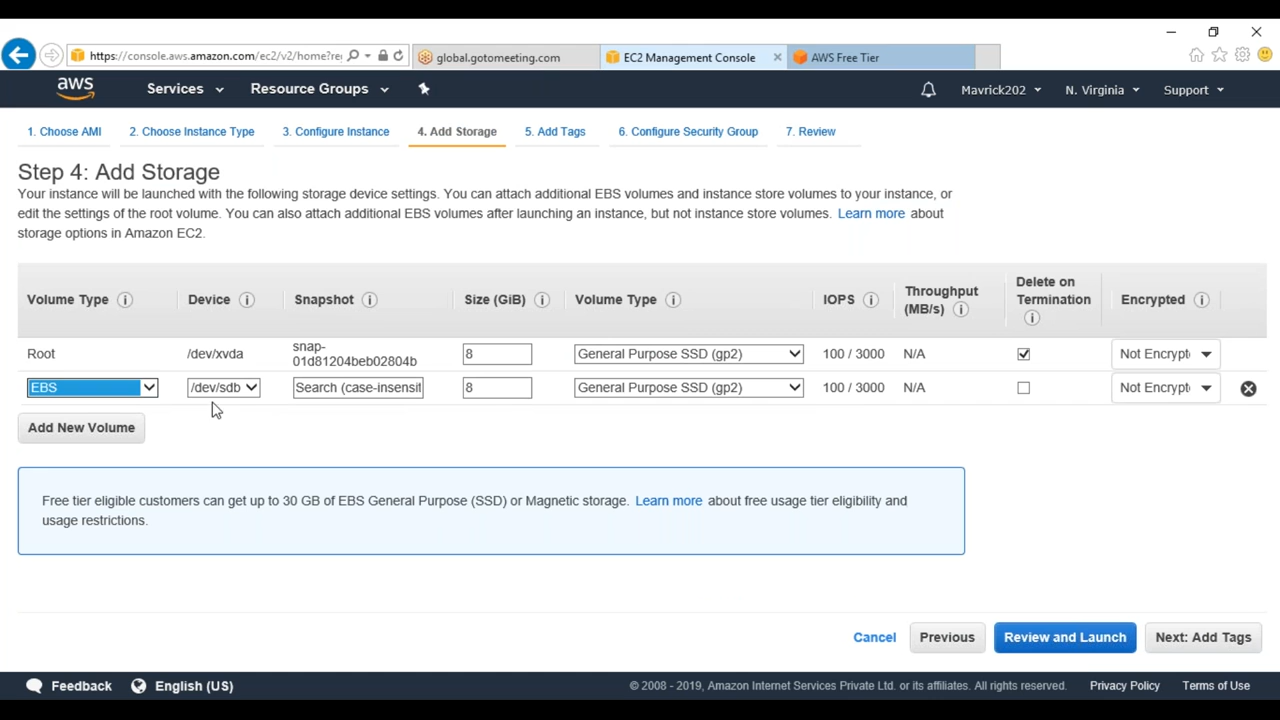 https://console.aws.amazon.com/ec2/v2/home?re
global.gotomeeting.com
EC2 Management Console
AWS Free Tier
aws
Services
Resource Groups
Mavrick202
N. Virginia
Support
1. Choose AMI
2. Choose Instance Type
3. Configure Instance
4. Add Storage
5. Add Tags
6. Configure Security Group
7. Review
Step 4: Add Storage
Your instance will be launched with the following storage device settings. You can attach additional EBS volumes and instance store volumes to your instance, or
edit the settings of the root volume. You can also attach additional EBS volumes after launching an instance, but not instance store volumes. Learn more about
storage options in Amazon EC2.
Volume Type
Device
Snapshot
Size (GiB)
Volume Type
IOPS
Throughput
(MB/s)
Delete on
Termination
Encrypted
Root
/dev/xvda
snap-
01d81204beb02804b
8
General Purpose SSD (gp2)
100 / 3000
N/A
Not Encrypt
EBS
/dev/sdb
Search (case-insensit
8
General Purpose SSD (gp2)
100 / 3000
N/A
Not Encrypt
Add New Volume
Free tier eligible customers can get up to 30 GB of EBS General Purpose (SSD) or Magnetic storage. Learn more about free usage tier eligibility and
usage restrictions.
Cancel
Previous
Review and Launch
Next: Add Tags
Feedback
English (US)
© 2008 - 2019, Amazon Internet Services Private Ltd. or its affiliates. All rights reserved.
Privacy Policy
Terms of Use